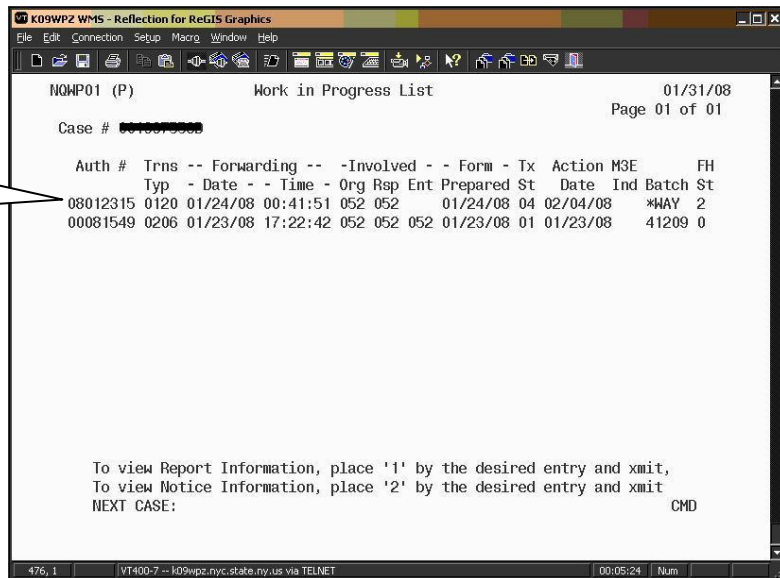 K09WPZ WMS - Reflection for ReGIS Graphics
File Edit Connection Setup Macro Window Help
NQWP01 (P) Work in Progress List 01/31/08
Page 01 of 01
Case #
Auth # Trns -- Forwarding -- -Involved - - Form - Tx Action M3E FH
Typ - Date - - Time - Org Rsp Ent Prepared St Date Ind Batch St
08012315 0120 01/24/08 00:41:51 052 052 01/24/08 04 02/04/08 *WAY 2
00081549 0206 01/23/08 17:22:42 052 052 052 01/23/08 01 01/23/08 41209 0
To view Report Information, place '1' by the desired entry and xmit,
To view Notice Information, place '2' by the desired entry and xmit
NEXT CASE: CMD
476, 1 VT400-7 -- k09wpz.nyc.state.ny.us via TELNET 00:05:24 Num